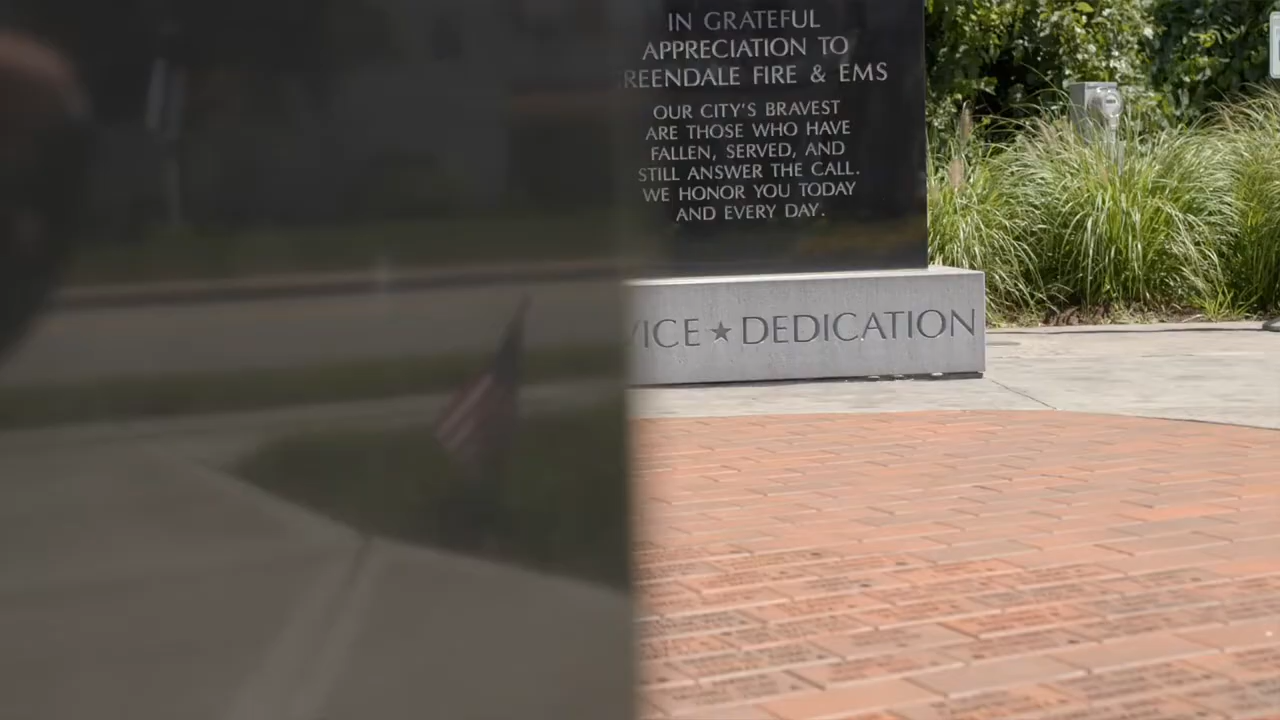 IN GRATEFUL
APPRECIATION TO
REENDALE FIRE & EMS
OUR CITY'S BRAVEST
ARE THOSE WHO HAVE
FALLEN, SERVED, AND
STILL ANSWER THE CALL.
WE HONOR YOU TODAY
AND EVERY DAY.
VICE ★ DEDICATION